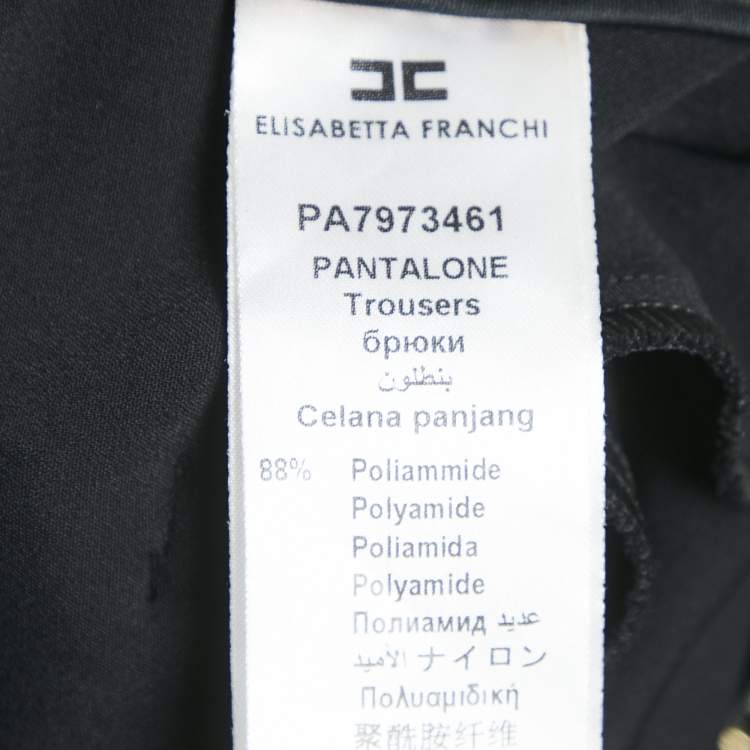 ELISABETTA FRANCHI
PA7973461
PANTALONE
Trousers
брюки
بنطلون
Celana panjang
88% Poliammide
Polyamide
Poliamida
Polyamide
Полиамид عديد
الأميد ナイロン
Πολυαμιδική
聚酰胺纤维